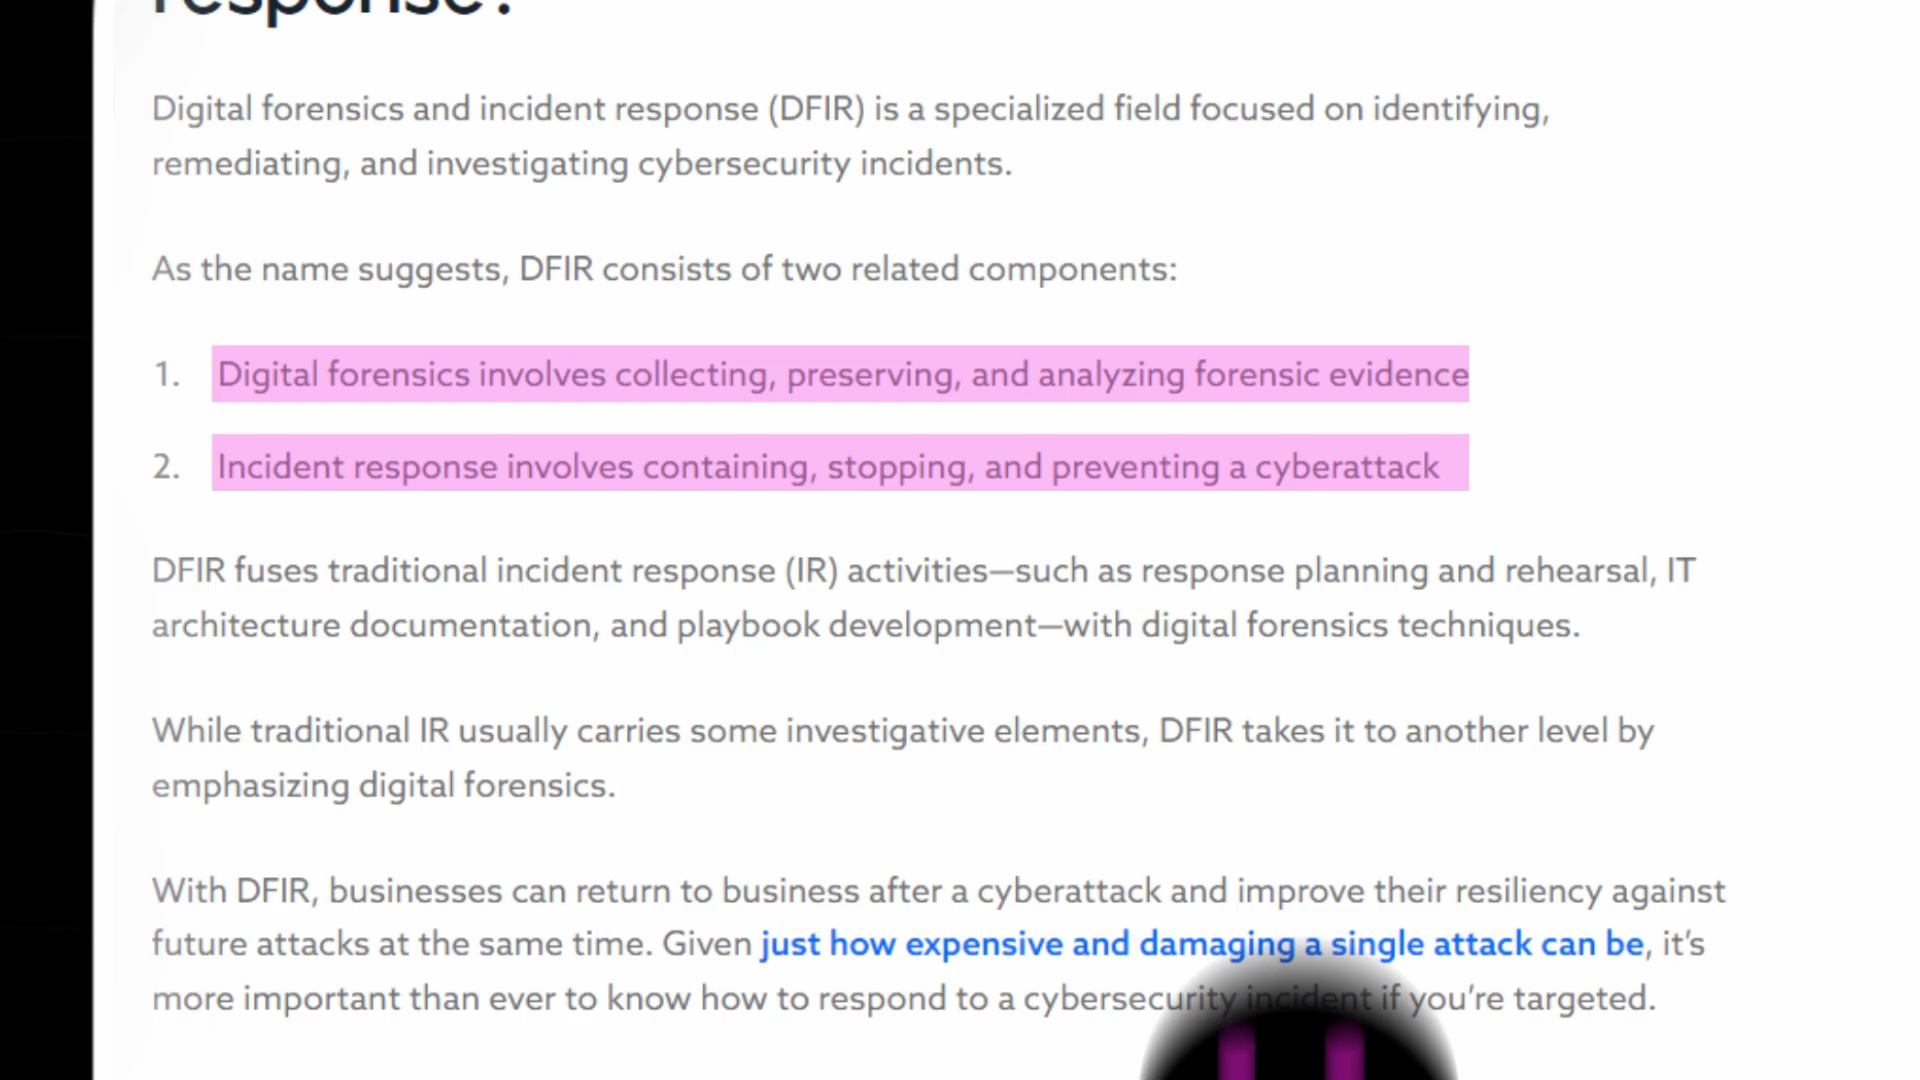 response?
Digital forensics and incident response (DFIR) is a specialized field focused on identifying,
remediating, and investigating cybersecurity incidents.
As the name suggests, DFIR consists of two related components:
1. Digital forensics involves collecting, preserving, and analyzing forensic evidence
2. Incident response involves containing, stopping, and preventing a cyberattack
DFIR fuses traditional incident response (IR) activities—such as response planning and rehearsal, IT
architecture documentation, and playbook development—with digital forensics techniques.
While traditional IR usually carries some investigative elements, DFIR takes it to another level by
emphasizing digital forensics.
With DFIR, businesses can return to business after a cyberattack and improve their resiliency against
future attacks at the same time. Given just how expensive and damaging a single attack can be, it’s
more important than ever to know how to respond to a cybersecurity incident if you’re targeted.